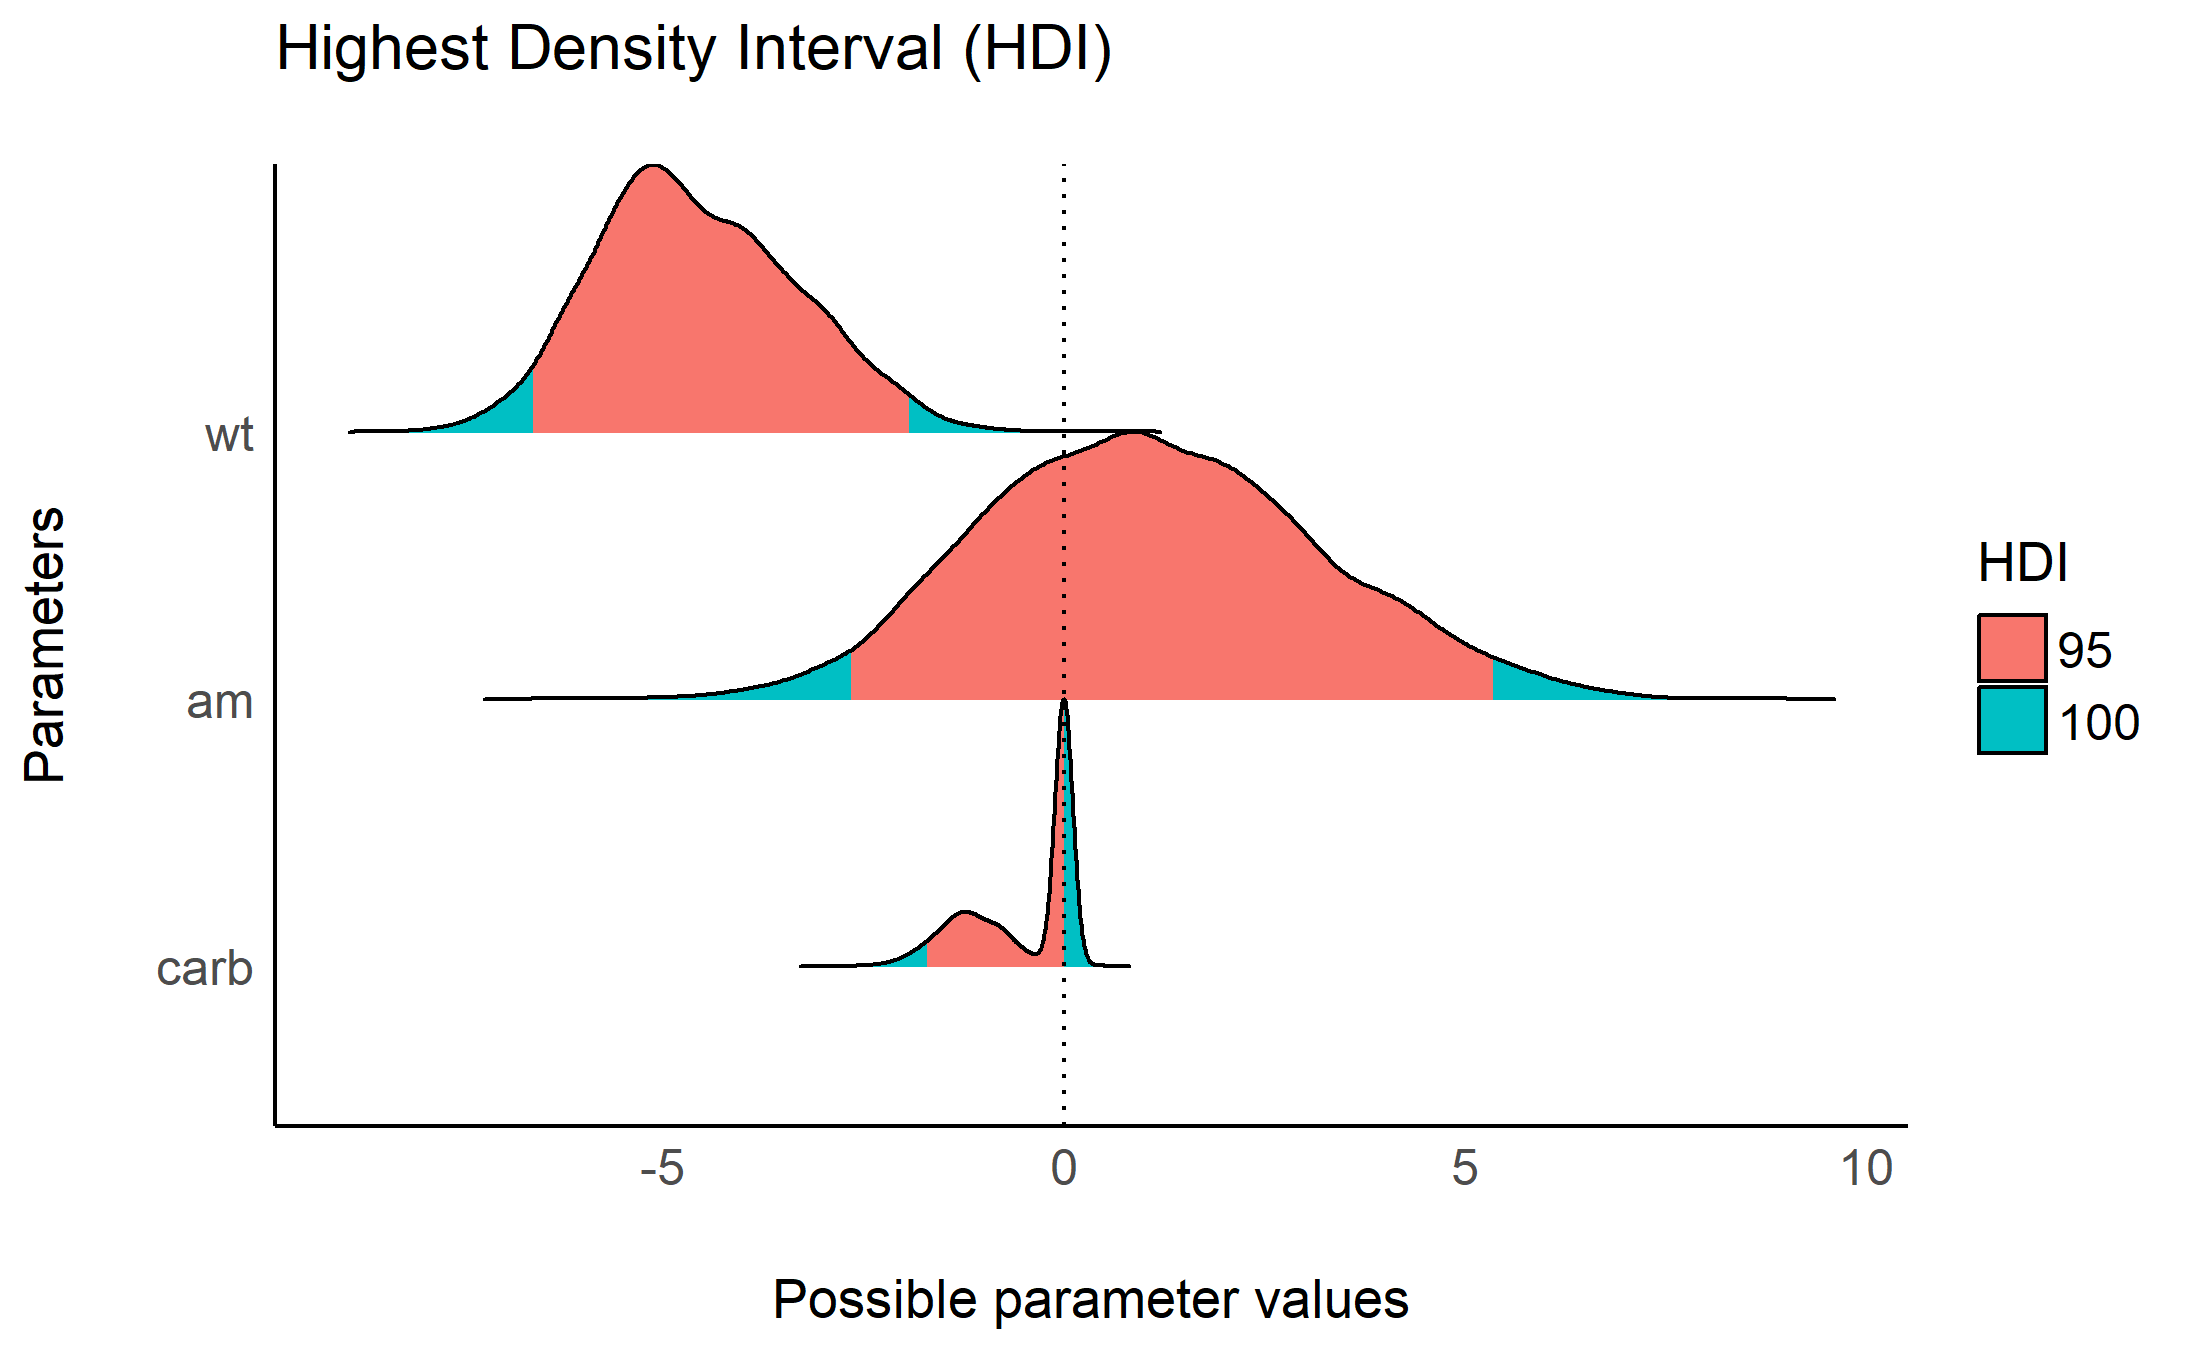 Highest Density Interval (HDI)
Parameters
wt
am
carb
-5 0 5 10
Possible parameter values
HDI
95
100